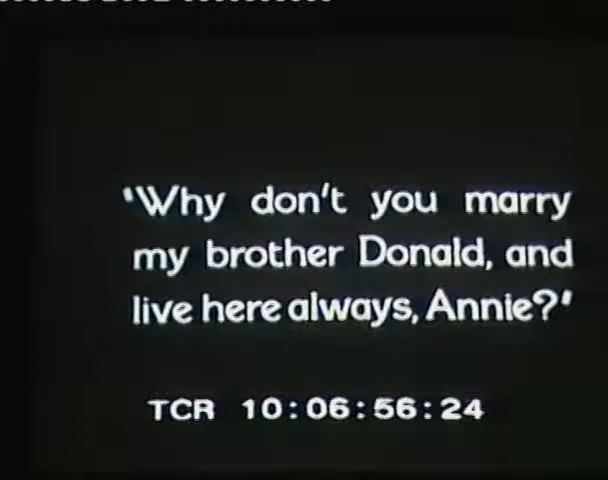 'Why don't you marry
my brother Donald, and
live here always, Annie?'
TCR 10:06:56:24